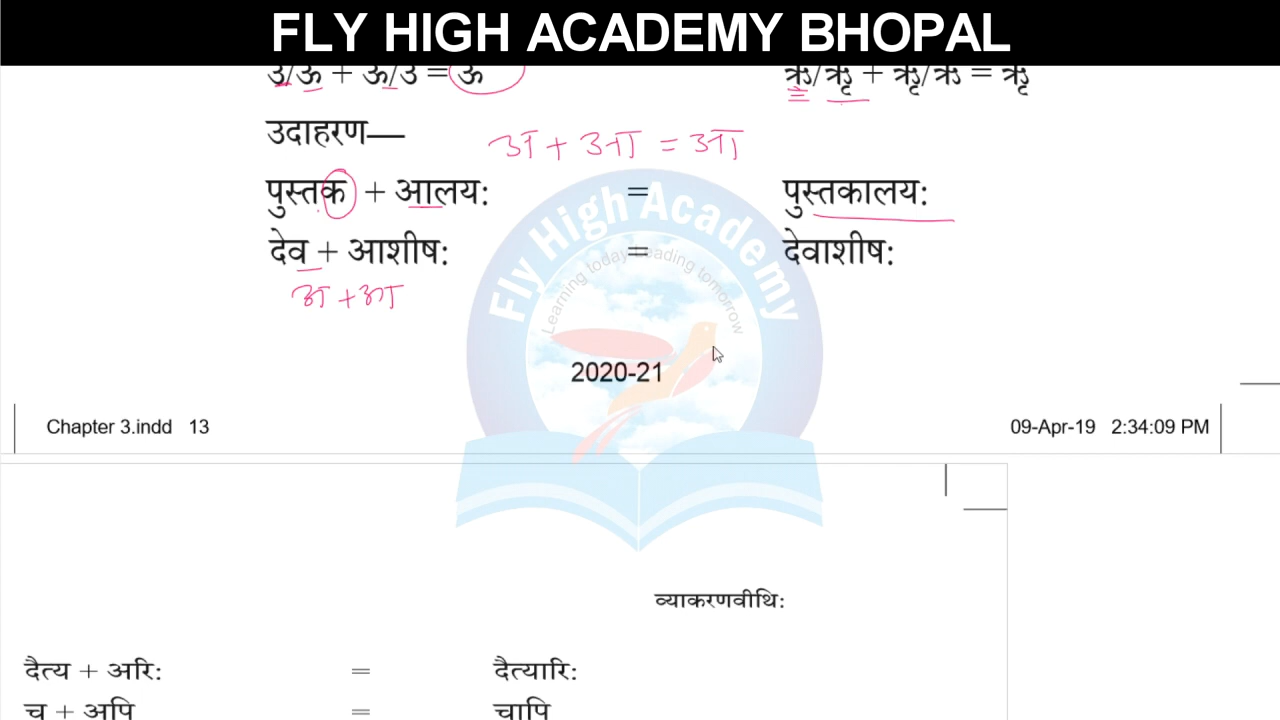 FLY HIGH ACADEMY BHOPAL
उ/ऊ + ऊ/उ = ऊ ऋ/ॠ + ॠ/ऋ = ॠ
उदाहरण—
अ + आ = आ
पुस्तक + आलय: = पुस्तकालय:
देव + आशीष: = देवाशीष:
अ + आ
Fly High Academy
Learning today Leading tomorrow
2020-21
Chapter 3.indd 13 09-Apr-19 2:34:09 PM
व्याकरणवीथि:
दैत्य + अरि: = दैत्यारि:
च + अपि = चापि